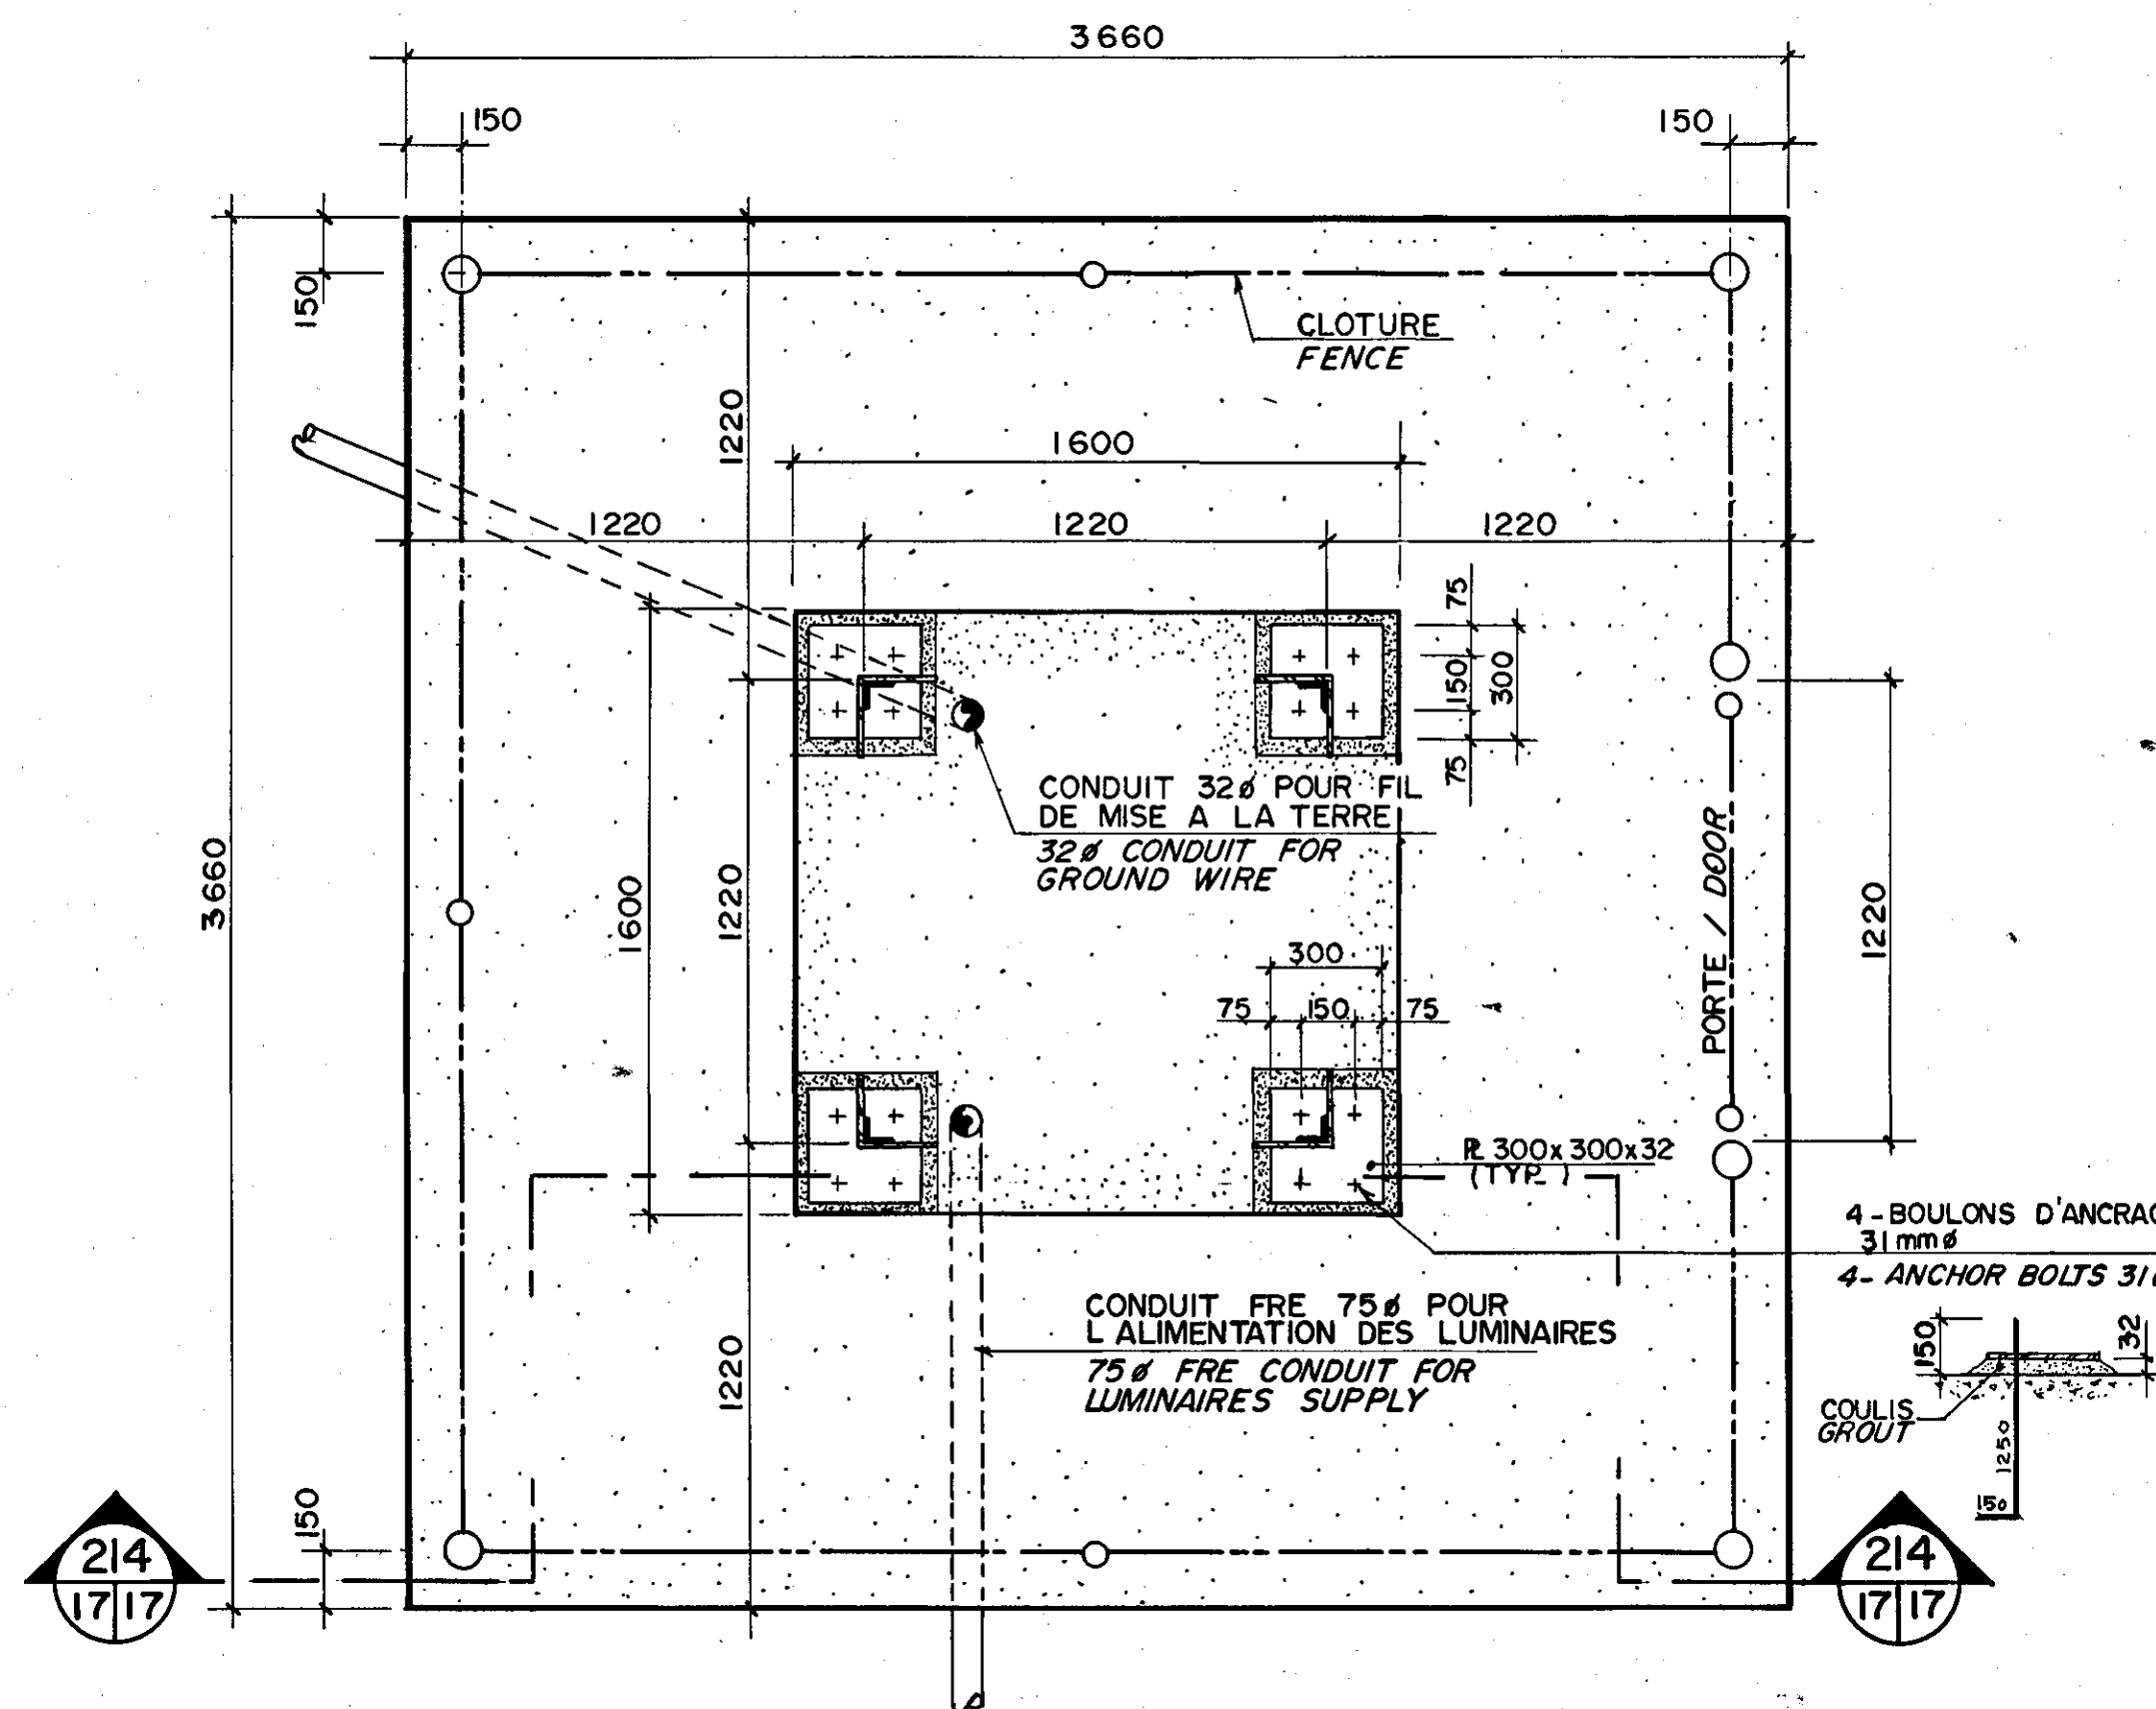 3660
150
150
150
CLOTURE
FENCE
1220
1600
1220
1220
1220
75
150
300
75
CONDUIT 32ø POUR FIL
DE MISE A LA TERRE
32ø CONDUIT FOR
GROUND WIRE
3660
1600
1220
PORTE / DOOR
1220
300
75
150
75
PL 300x300x32
(TYP.)
4-BOULONS D'ANCRAG
31mmø
4- ANCHOR BOLTS 31
CONDUIT FRE 75ø POUR
L ALIMENTATION DES LUMINAIRES
75ø FRE CONDUIT FOR
LUMINAIRES SUPPLY
1220
150
32
COULIS
GROUT
1250
150
150
214
17 17
214
17 17